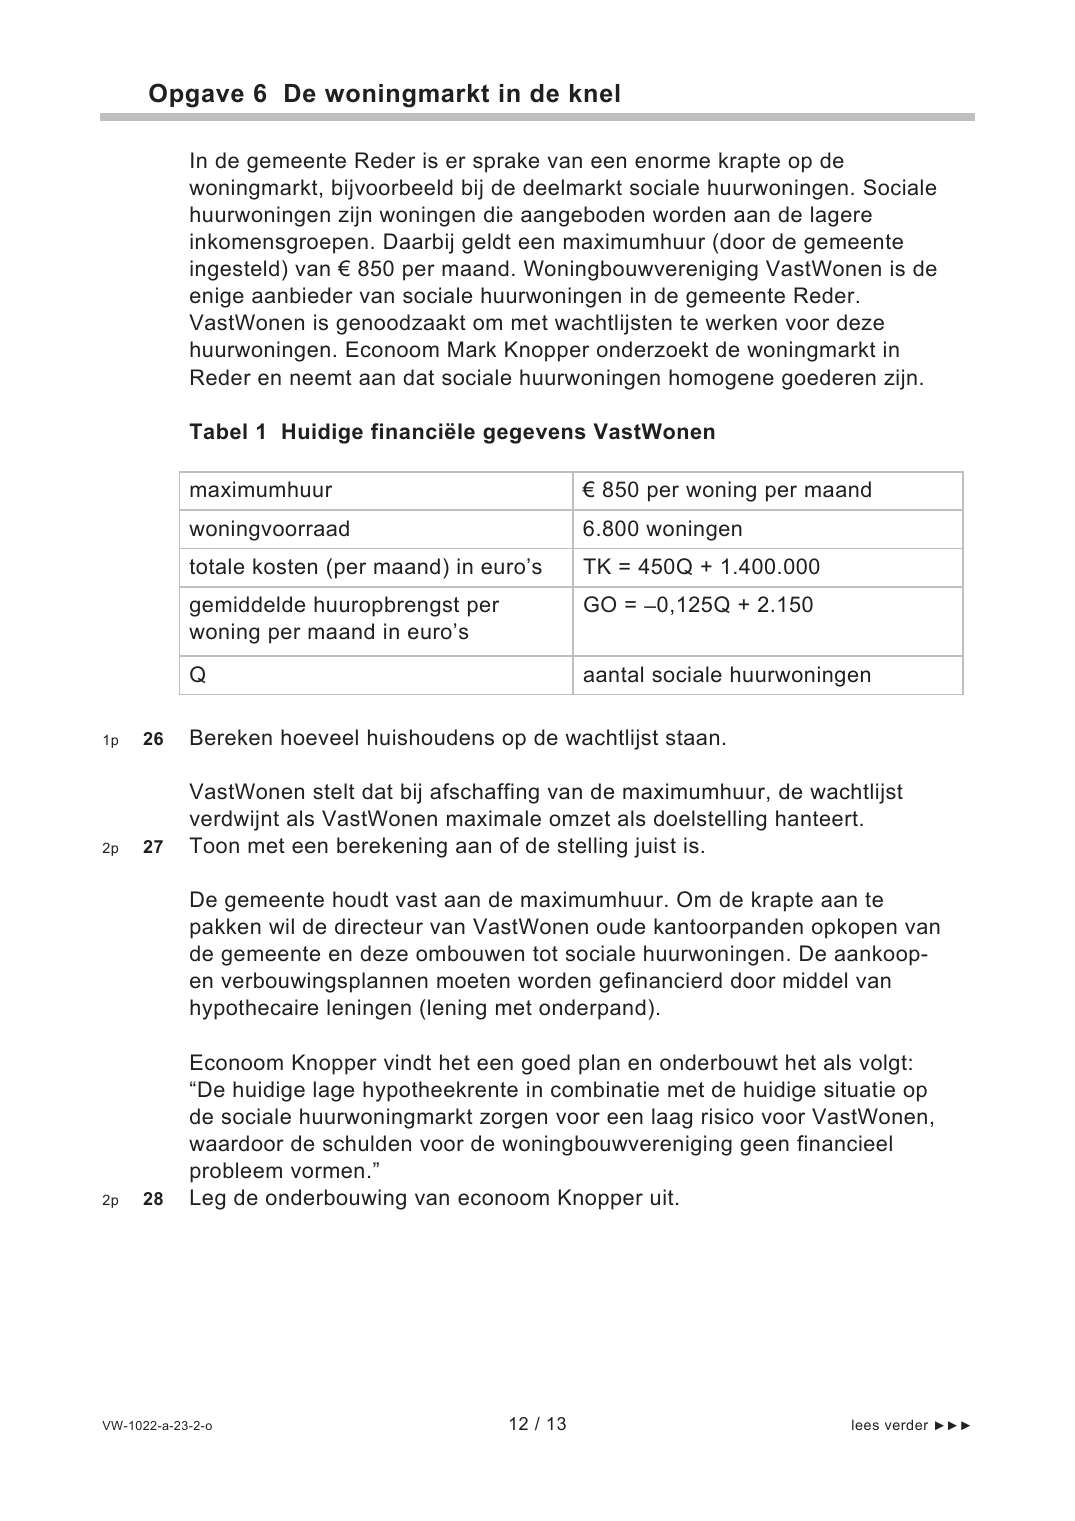 Opgave 6 De woningmarkt in de knel
In de gemeente Reder is er sprake van een enorme krapte op de
woningmarkt, bijvoorbeeld bij de deelmarkt sociale huurwoningen. Sociale
huurwoningen zijn woningen die aangeboden worden aan de lagere
inkomensgroepen. Daarbij geldt een maximumhuur (door de gemeente
ingesteld) van € 850 per maand. Woningbouwvereniging VastWonen is de
enige aanbieder van sociale huurwoningen in de gemeente Reder.
VastWonen is genoodzaakt om met wachtlijsten te werken voor deze
huurwoningen. Econoom Mark Knopper onderzoekt de woningmarkt in
Reder en neemt aan dat sociale huurwoningen homogene goederen zijn.
Tabel 1 Huidige financiële gegevens VastWonen
maximumhuur € 850 per woning per maand
woningvoorraad 6.800 woningen
totale kosten (per maand) in euro’s TK = 450Q + 1.400.000
gemiddelde huuropbrengst per GO = –0,125Q + 2.150
woning per maand in euro’s
Q aantal sociale huurwoningen
1p 26 Bereken hoeveel huishoudens op de wachtlijst staan.
VastWonen stelt dat bij afschaffing van de maximumhuur, de wachtlijst
verdwijnt als VastWonen maximale omzet als doelstelling hanteert.
2p 27 Toon met een berekening aan of de stelling juist is.
De gemeente houdt vast aan de maximumhuur. Om de krapte aan te
pakken wil de directeur van VastWonen oude kantoorpanden opkopen van
de gemeente en deze ombouwen tot sociale huurwoningen. De aankoop-
en verbouwingsplannen moeten worden gefinancierd door middel van
hypothecaire leningen (lening met onderpand).
Econoom Knopper vindt het een goed plan en onderbouwt het als volgt:
“De huidige lage hypotheekrente in combinatie met de huidige situatie op
de sociale huurwoningmarkt zorgen voor een laag risico voor VastWonen,
waardoor de schulden voor de woningbouwvereniging geen financieel
probleem vormen.”
2p 28 Leg de onderbouwing van econoom Knopper uit.
VW-1022-a-23-2-o 12 / 13 lees verder ►►►